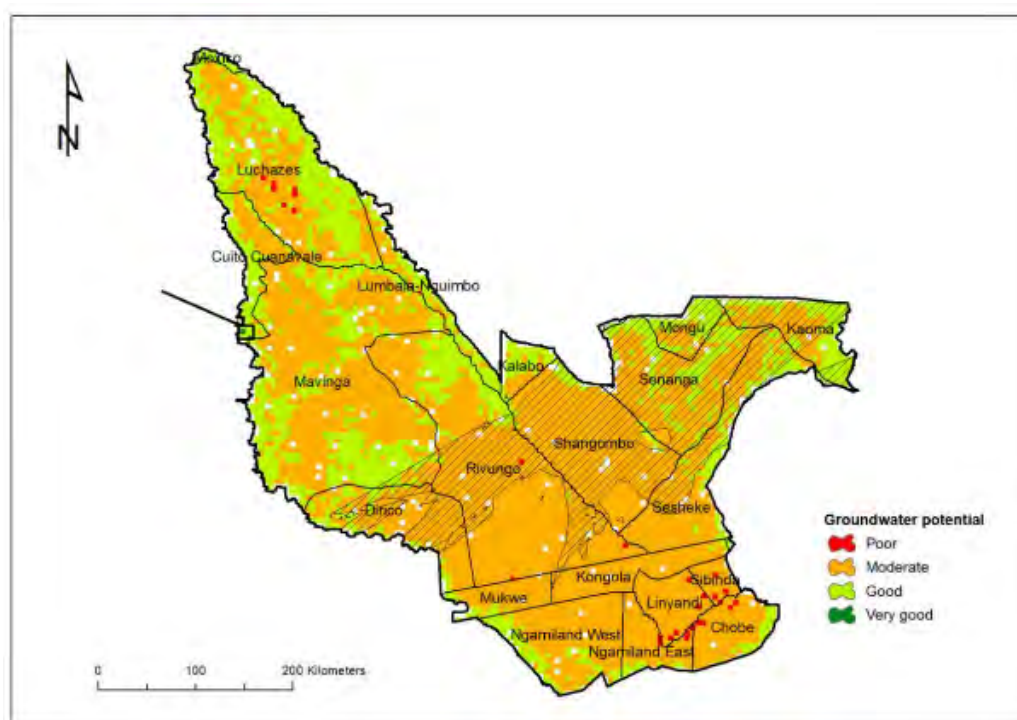 Moxico
N
Luchazes
Cuito Cuanavale
Lumbala-Nguimbo
Mongu
Kaoma
Kalabo
Senanga
Mavinga
Shangombo
Rivungo
Dirico
Sesheke
Groundwater potential
Poor
Moderate
Good
Very good
Kongola
Sibinda
Mukwe
Linyandi
Chobe
Ngamiland West
Ngamiland East
0 100 200 Kilometers